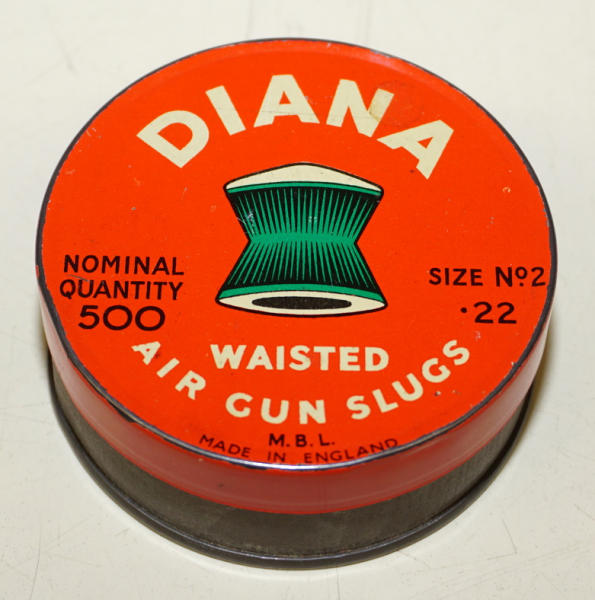 DIANA
NOMINAL
QUANTITY
500
SIZE Nº2
·22
WAISTED
AIR GUN SLUGS
M.B.L.
MADE IN ENGLAND